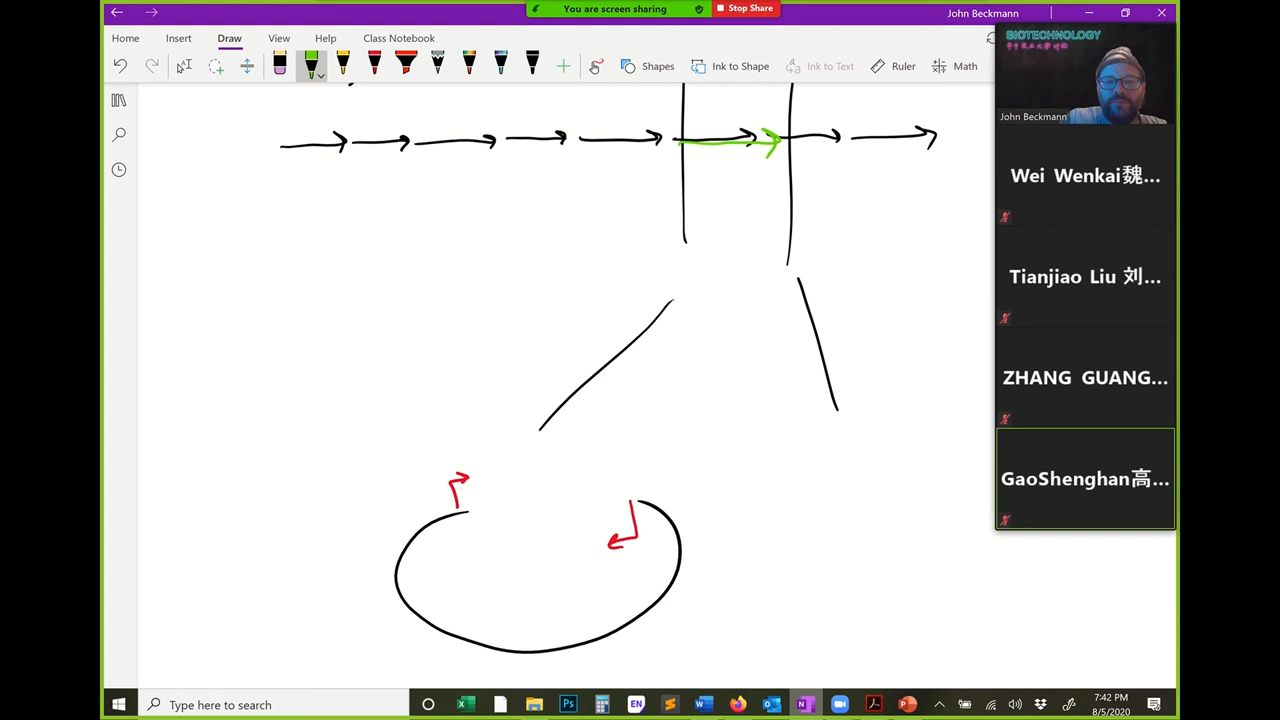 You are screen sharing
Stop Share
John Beckmann
Home
Insert
Draw
View
Help
Class Notebook
Shapes
Ink to Shape
Ink to Text
Ruler
Math
BIOTECHNOLOGY
John Beckmann
Wei Wenkai魏...
Tianjiao Liu 刘...
ZHANG GUANG...
GaoShenghan高...
Type here to search
EN
7:42 PM
8/5/2020